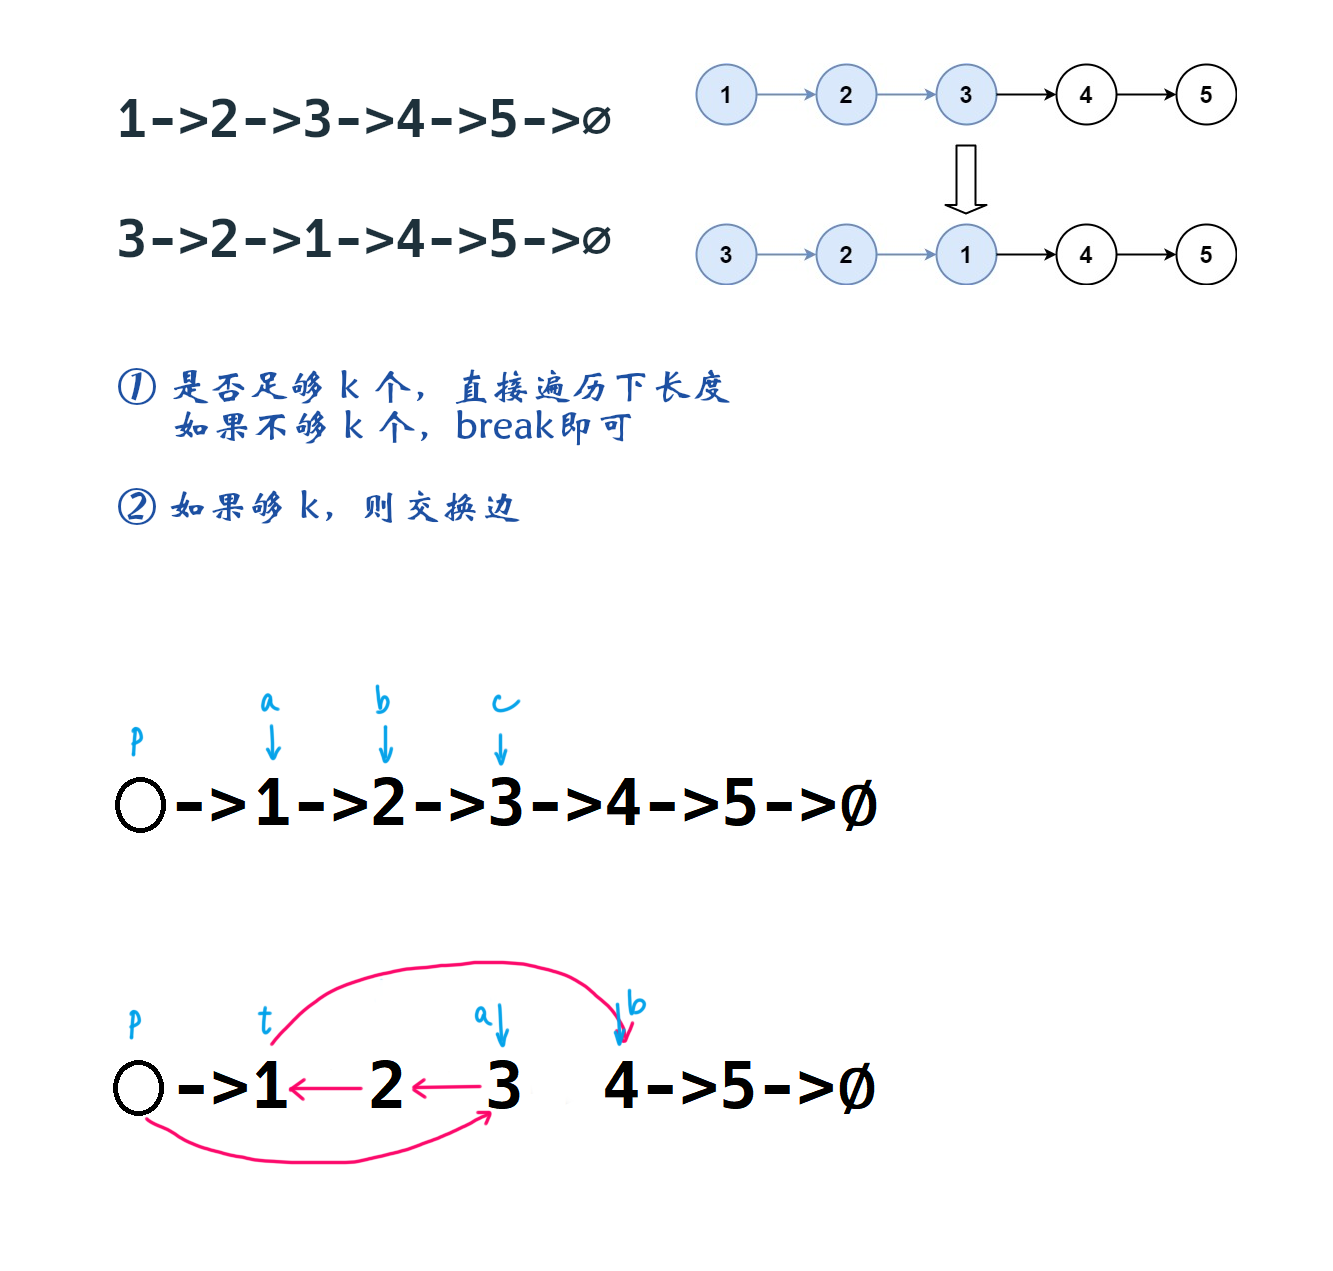 1->2->3->4->5->∅
1 2 3 4 5
3->2->1->4->5->∅
3 2 1 4 5
① 是否足够 k 个，直接遍历下长度
如果不够 k 个，break即可
② 如果够 k，则交换边
a b c
p
->1->2->3->4->5->∅
p t a b
->1 2 3 4->5->∅